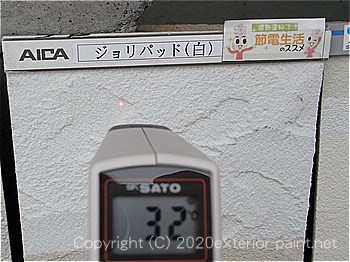 AICA
ジョリパッド(白)
節電生活
のススメ
SATO
32℃
Copyright (C) 2020exterior-paint.net